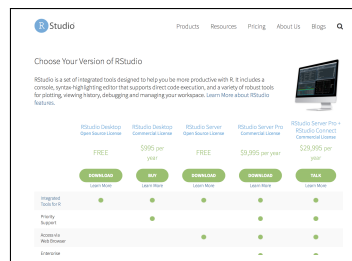 R Studio
Products Resources Pricing About Us Blogs
Choose Your Version of RStudio
RStudio is a set of integrated tools designed to help you be more productive with R. It includes a
console, syntax-highlighting editor that supports direct code execution, and a variety of robust tools
for plotting, viewing history, debugging and managing your workspace. Learn More about RStudio
features.
RStudio Desktop
Open Source License
FREE
DOWNLOAD
Learn More
RStudio Desktop
Commercial License
$995 per
year
BUY
Learn More
RStudio Server
Open Source License
FREE
DOWNLOAD
Learn More
RStudio Server Pro
Commercial License
$9,995 per year
DOWNLOAD
Learn More
RStudio Server Pro +
RStudio Connect
Commercial License
$29,995 per
year
TALK
Learn More
Integrated
Tools for R
Priority
Support
Access via
Web Browser
Enterprise